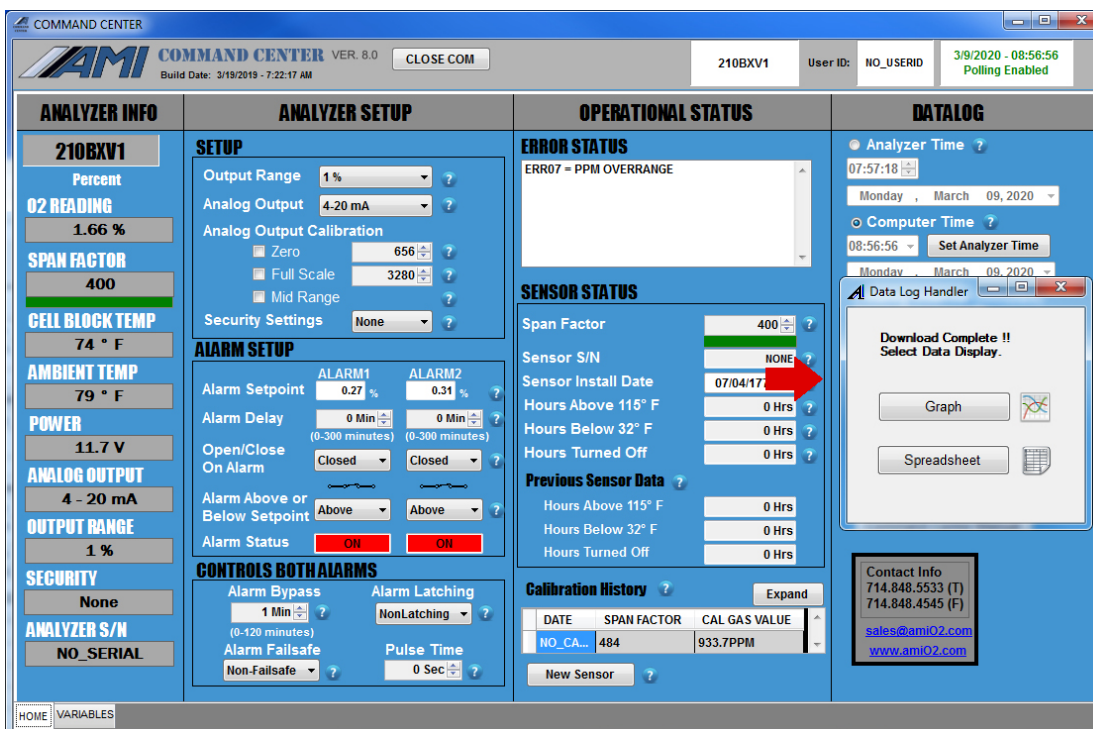 COMMAND CENTER
AMI
COMMAND CENTER VER. 8.0
Build Date: 3/19/2019 - 7:22:17 AM
CLOSE COM
210BXV1
User ID:
NO_USERID
3/9/2020 - 08:56:56
Polling Enabled
ANALYZER INFO
210BXV1
Percent
O2 READING
1.66 %
SPAN FACTOR
400
CELL BLOCK TEMP
74 ° F
AMBIENT TEMP
79 ° F
POWER
11.7 V
ANALOG OUTPUT
4 - 20 mA
OUTPUT RANGE
1 %
SECURITY
None
ANALYZER S/N
NO_SERIAL
ANALYZER SETUP
SETUP
Output Range 1 % ?
Analog Output 4-20 mA ?
Analog Output Calibration
Zero 656 ?
Full Scale 3280 ?
Mid Range ?
Security Settings None ?
ALARM SETUP
ALARM1 ALARM2
Alarm Setpoint 0.27 % 0.31 % ?
Alarm Delay 0 Min 0 Min ?
(0-300 minutes) (0-300 minutes)
Open/Close
On Alarm Closed Closed ?
Alarm Above or
Below Setpoint Above Above ?
Alarm Status ON ON
CONTROLS BOTH ALARMS
Alarm Bypass Alarm Latching
1 Min ? NonLatching ?
(0-120 minutes)
Alarm Failsafe Pulse Time
Non-Failsafe ? 0 Sec ?
OPERATIONAL STATUS
ERROR STATUS
ERR07 = PPM OVERRANGE
SENSOR STATUS
Span Factor 400 ?
Sensor S/N NONE ?
Sensor Install Date 07/04/177
Hours Above 115° F 0 Hrs ?
Hours Below 32° F 0 Hrs ?
Hours Turned Off 0 Hrs ?
Previous Sensor Data ?
Hours Above 115° F 0 Hrs
Hours Below 32° F 0 Hrs
Hours Turned Off 0 Hrs
Calibration History ? Expand
DATE SPAN FACTOR CAL GAS VALUE
NO_CA... 484 933.7PPM
New Sensor ?
DATALOG
Analyzer Time ?
07:57:18
Monday , March 09, 2020
Computer Time ?
08:56:56 Set Analyzer Time
Monday , March 09, 2020
Data Log Handler
Download Complete !!
Select Data Display.
Graph
Spreadsheet
Contact Info
714.848.5533 (T)
714.848.4545 (F)
sales@amiO2.com
www.amiO2.com
HOME VARIABLES